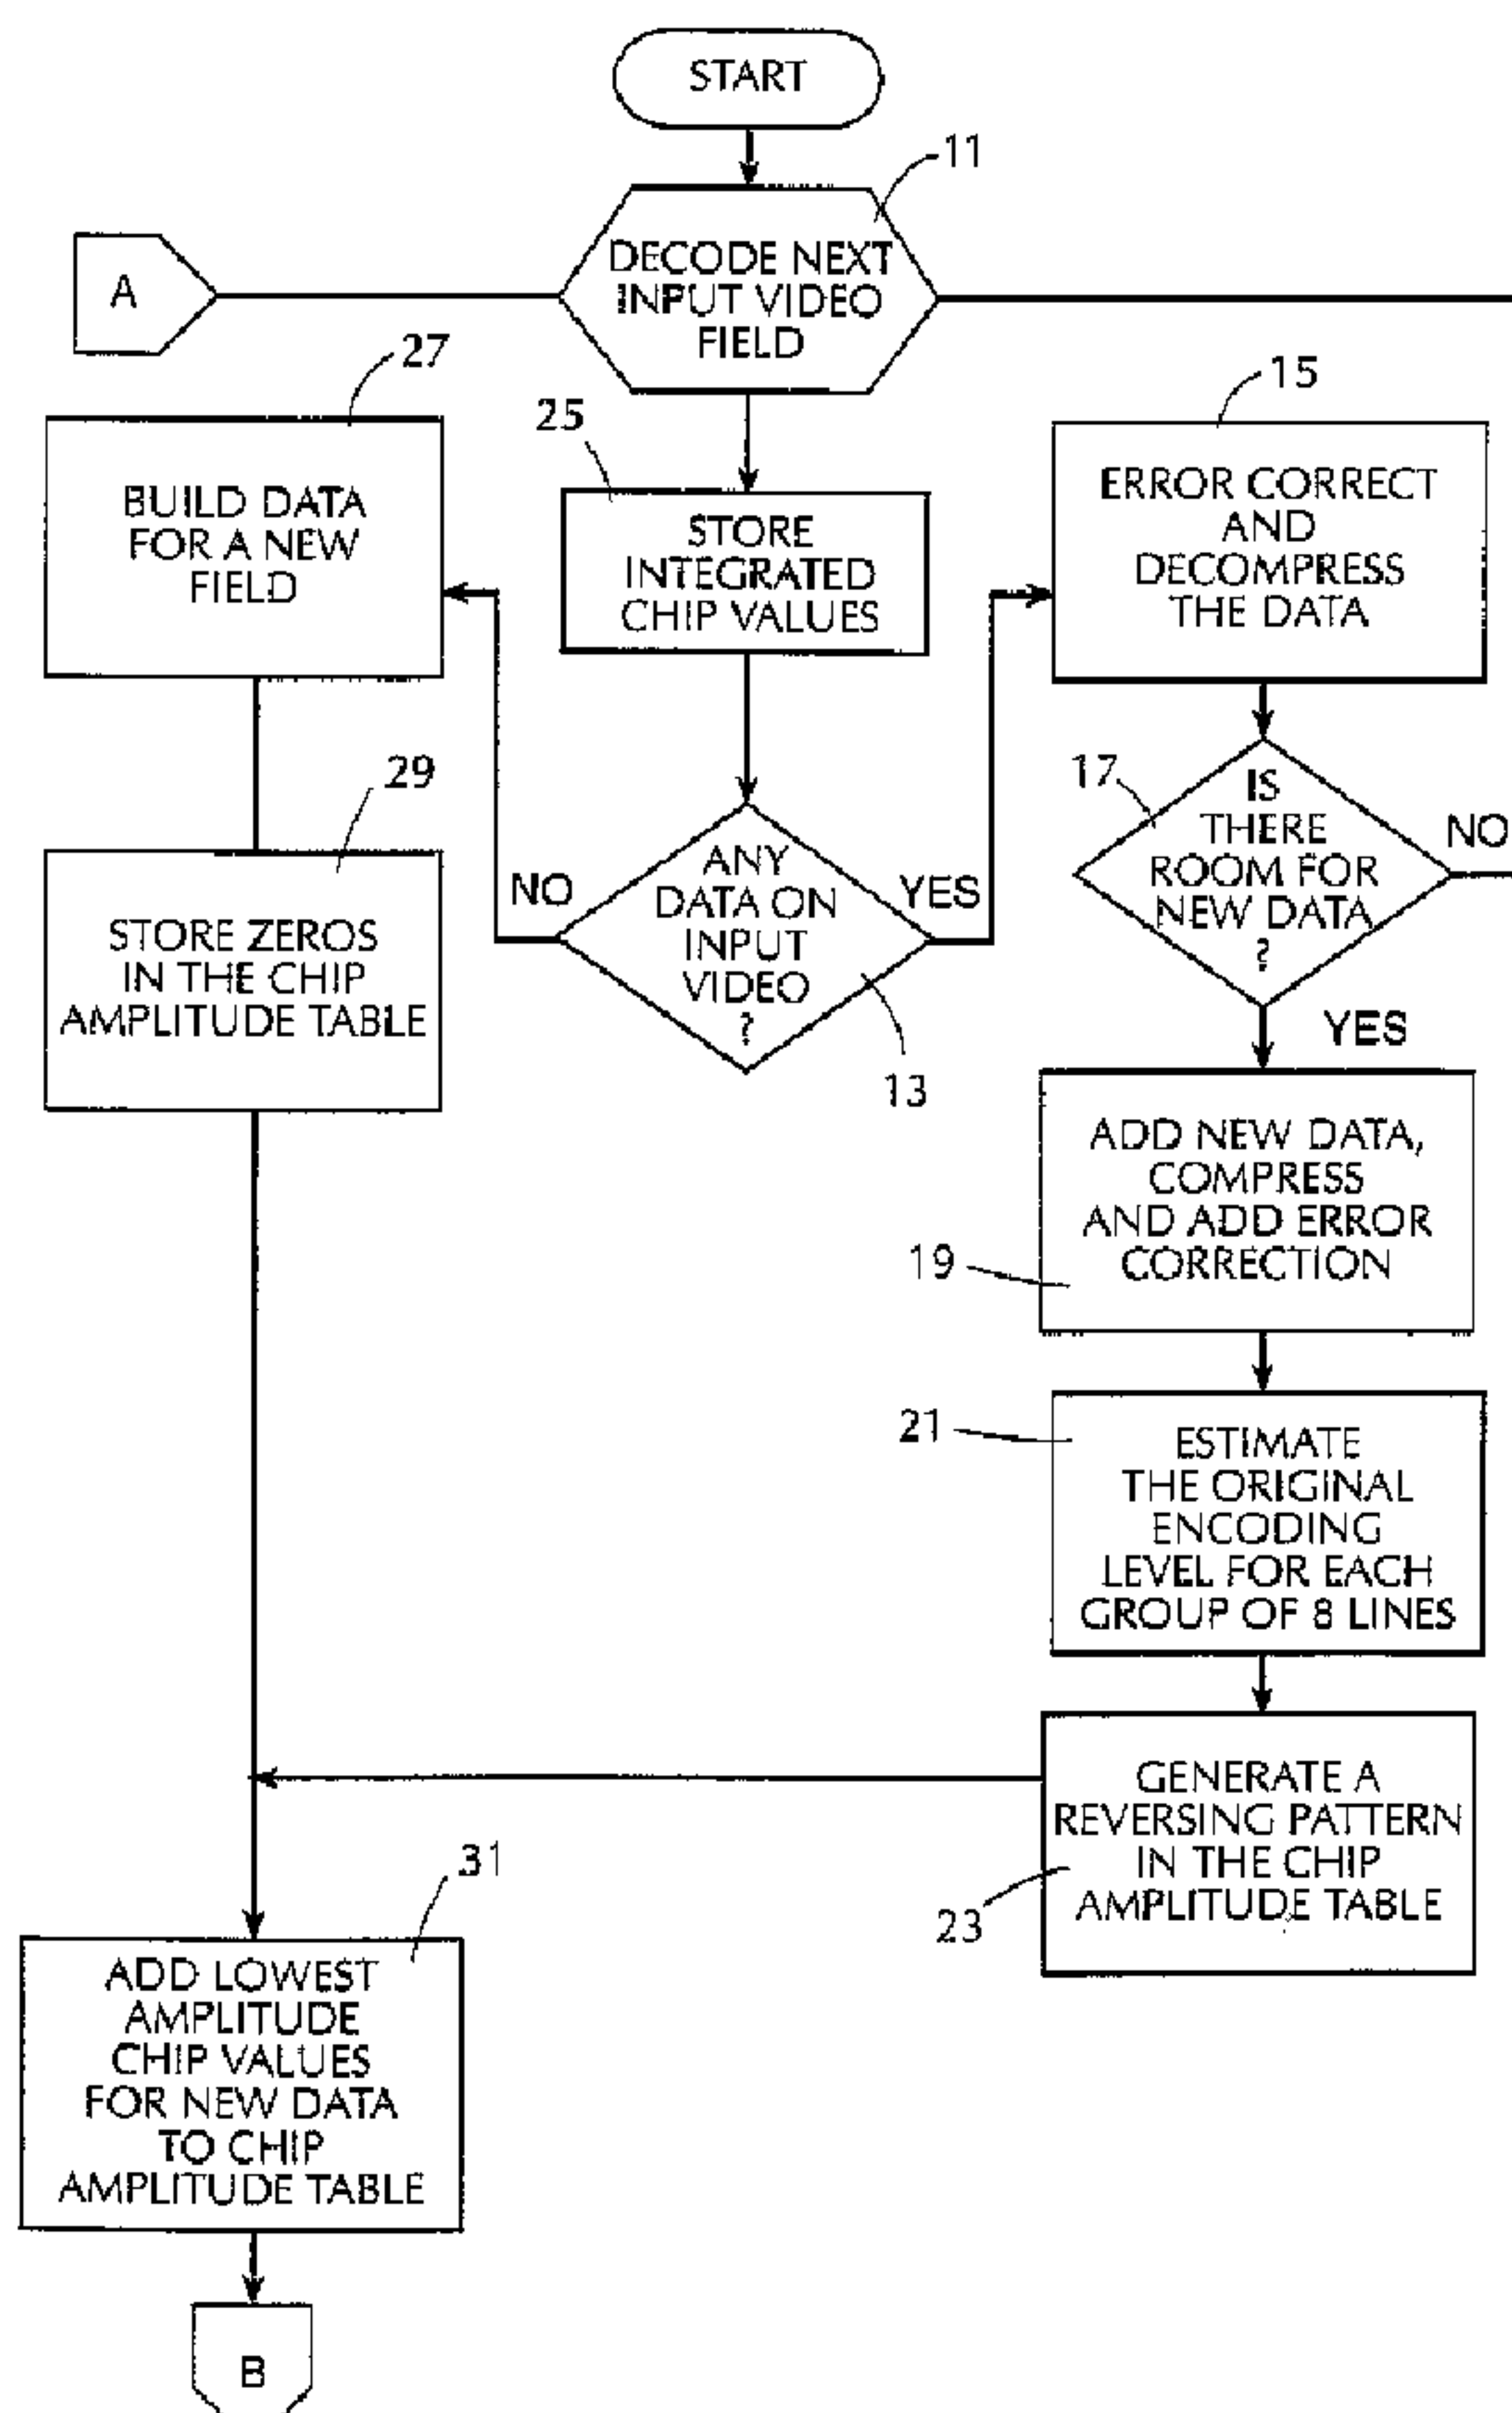 START
11
A
DECODE NEXT
INPUT VIDEO
FIELD
27
BUILD DATA
FOR A NEW
FIELD
25
STORE
INTEGRATED
CHIP VALUES
15
ERROR CORRECT
AND
DECOMPRESS
THE DATA
29
STORE ZEROS
IN THE CHIP
AMPLITUDE TABLE
NO
ANY
DATA ON
INPUT
VIDEO
?
YES
13
17
IS
THERE
ROOM FOR
NEW DATA
?
NO
YES
ADD NEW DATA,
COMPRESS
AND ADD ERROR
CORRECTION
19
21
ESTIMATE
THE ORIGINAL
ENCODING
LEVEL FOR EACH
GROUP OF 8 LINES
GENERATE A
REVERSING PATTERN
IN THE CHIP
AMPLITUDE TABLE
23
31
ADD LOWEST
AMPLITUDE
CHIP VALUES
FOR NEW DATA
TO CHIP
AMPLITUDE TABLE
B